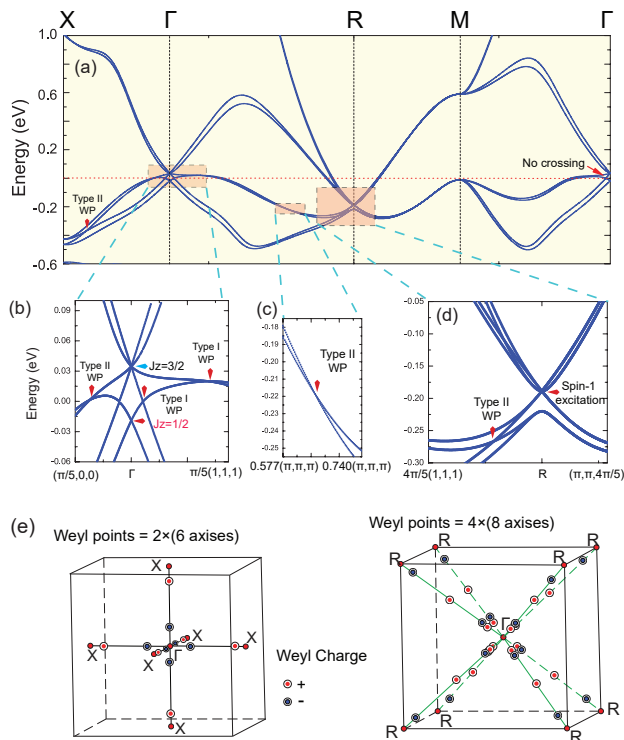 X Γ R M Γ
(a)
Energy (eV)
1.0
0.6
0.2
-0.2
-0.6
Type II
WP
No crossing
(b)
Energy (eV)
0.09
0.06
0.03
0.00
-0.03
-0.06
Type II
WP
Jz=3/2
Type I
WP
Type I
WP
Jz=1/2
(π/5,0,0) Γ π/5(1,1,1)
(c)
-0.18
-0.19
-0.20
-0.21
-0.22
-0.23
-0.24
-0.25
Type II
WP
0.577(π,π,π) 0.740(π,π,π)
(d)
-0.05
-0.10
-0.15
-0.20
-0.25
-0.30
Spin-1
excitation
Type II
WP
4π/5(1,1,1) R (π,π,4π/5)
(e)
Weyl points = 2×(6 axises)
X
X
X
X
X
Γ
Weyl Charge
+
-
Weyl points = 4×(8 axises)
R
R
R
R
Γ
R
R
R
R